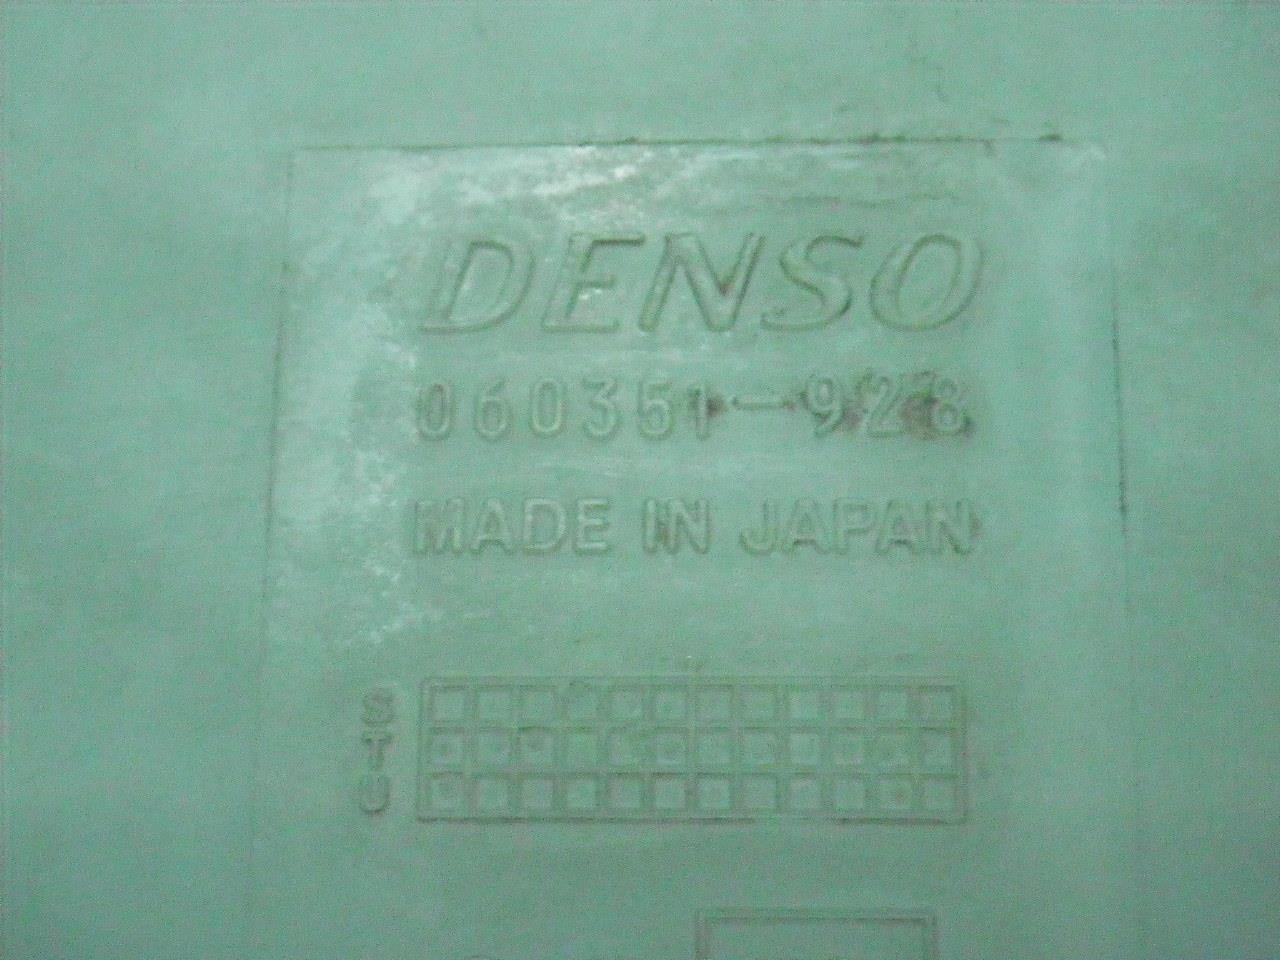 DENSO
060351-928
MADE IN JAPAN
S
T
U